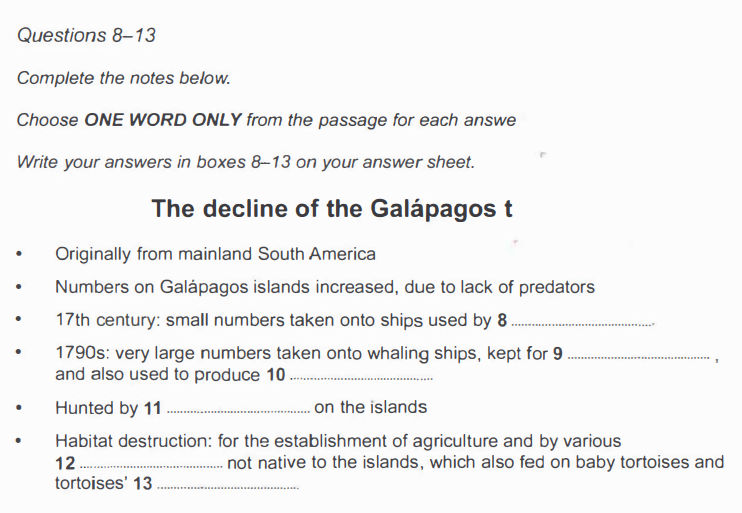 Questions 8–13
Complete the notes below.
Choose ONE WORD ONLY from the passage for each answe
Write your answers in boxes 8–13 on your answer sheet.
The decline of the Galápagos t
• Originally from mainland South America
• Numbers on Galápagos islands increased, due to lack of predators
• 17th century: small numbers taken onto ships used by 8 ........................................
• 1790s: very large numbers taken onto whaling ships, kept for 9 ........................................ ,
and also used to produce 10 ........................................
• Hunted by 11 ........................................ on the islands
• Habitat destruction: for the establishment of agriculture and by various
12 ........................................ not native to the islands, which also fed on baby tortoises and
tortoises' 13 ........................................